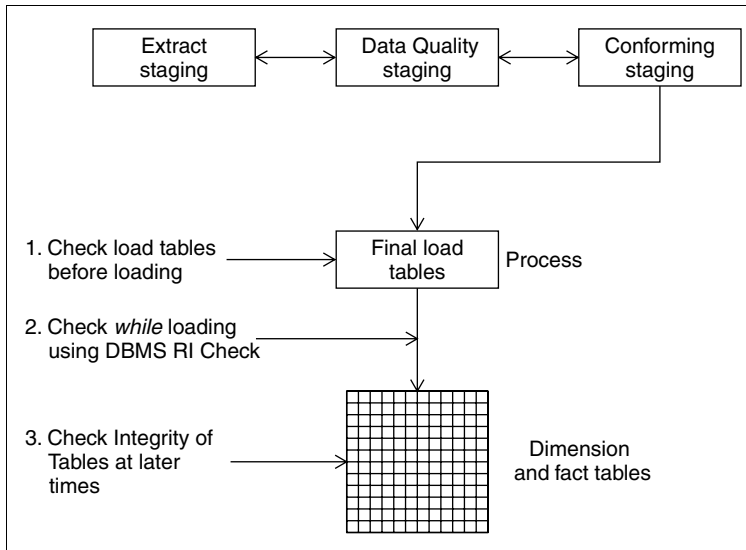 Extract
staging
Data Quality
staging
Conforming
staging
1. Check load tables
before loading
Final load
tables
Process
2. Check while loading
using DBMS RI Check
3. Check Integrity of
Tables at later
times
Dimension
and fact tables